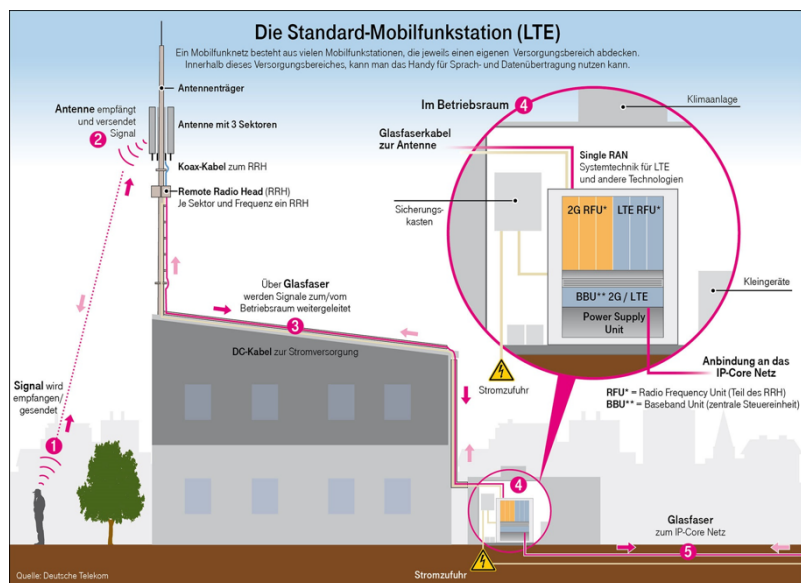 Die Standard-Mobilfunkstation (LTE)
Ein Mobilfunknetz besteht aus vielen Mobilfunkstationen, die jeweils einen eigenen Versorgungsbereich abdecken.
Innerhalb dieses Versorgungsbereiches, kann man das Handy für Sprach- und Datenübertragung nutzen kann.
Antennenträger
Antenne empfängt
und versendet
Signal
2
Antenne mit 3 Sektoren
Koax-Kabel zum RRH
Remote Radio Head (RRH)
Je Sektor und Frequenz ein RRH
Im Betriebsraum 4
Klimaanlage
Glasfaserkabel
zur Antenne
Single RAN
Systemtechnik für LTE
und andere Technologien
Sicherungs-
kasten
2G RFU*
LTE RFU*
BBU** 2G / LTE
Power Supply
Unit
Kleingeräte
Anbindung an das
IP-Core Netz
RFU* = Radio Frequency Unit (Teil des RRH)
BBU** = Baseband Unit (zentrale Steuereinheit)
Stromzufuhr
Über Glasfaser
werden Signale zum/vom
Betriebsraum weitergeleitet
3
DC-Kabel zur Stromversorgung
Signal wird
empfangen/
gesendet
1
4
Glasfaser
zum IP-Core Netz
5
Stromzufuhr
Quelle: Deutsche Telekom